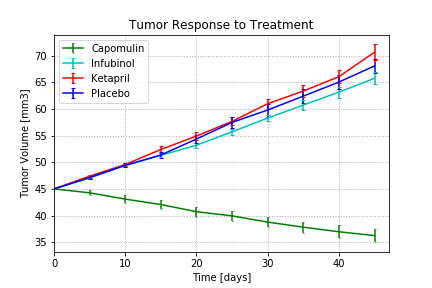 Tumor Response to Treatment
Capomulin
Infubinol
Ketapril
Placebo
Tumor Volume [mm3]
70
65
60
55
50
45
40
35
0
10
20
30
40
Time [days]